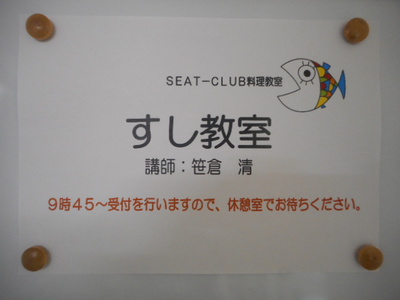 SEAT-CLUB料理教室
すし教室
講師:笹倉 清
9時45~受付を行いますので、休憩室でお待ちください。